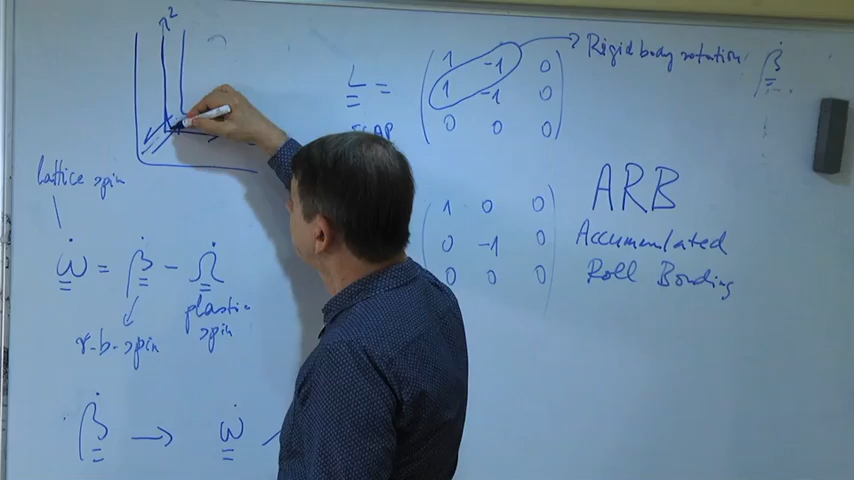 Rigid body rotation
β̇
L = ( 1 -1 0
1 -1 0
0 0 0 )
ECAP
lattice spin
ω̇ = β̇ - Ω̇
plastic
spin
r-b-spin
( 1 0 0
0 -1 0
0 0 0 )
ARB
Accumulated
Roll Bonding
β̇ → ω̇